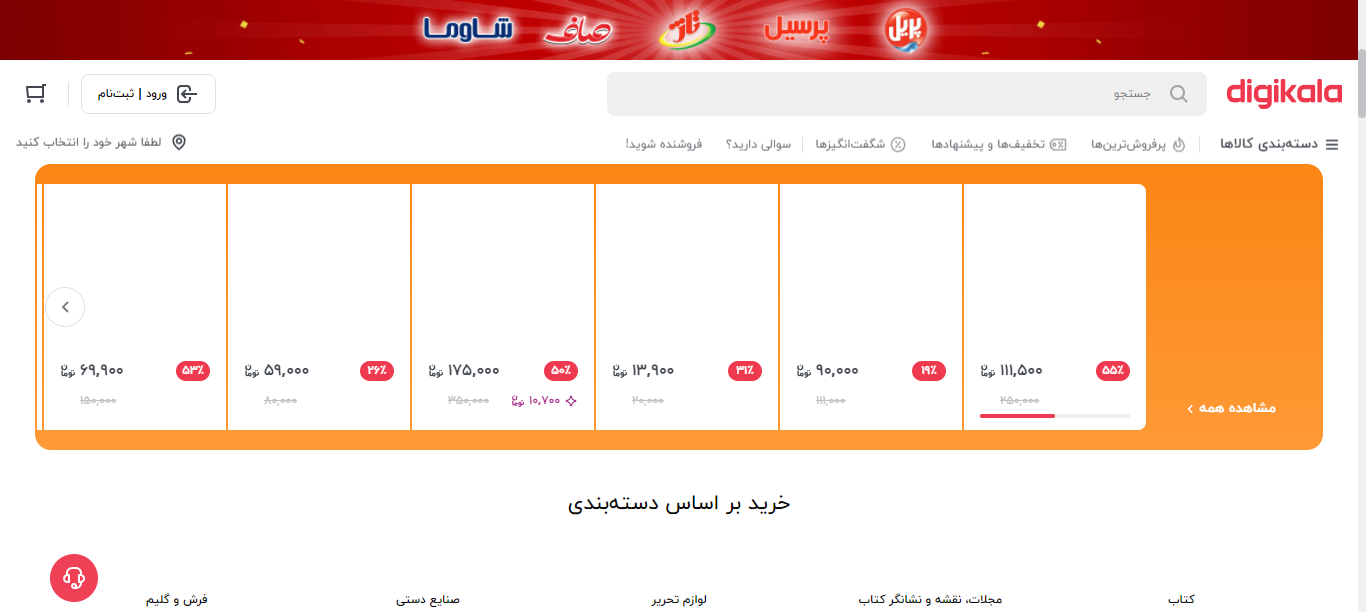 پریل پرسیل تاژ صاف شاوما
digikala
جستجو
ورود | ثبت‌نام
دسته‌بندی کالاها
پرفروش‌ترین‌ها
تخفیف‌ها و پیشنهادها
شگفت‌انگیزها
سوالی دارید؟
فروشنده شوید!
لطفا شهر خود را انتخاب کنید
مشاهده همه
۵۵٪ ۱۱۱,۵۰۰ تومان
۲۵۰,۰۰۰
۱۹٪ ۹۰,۰۰۰ تومان
۱۱۱,۰۰۰
۳۱٪ ۱۳,۹۰۰ تومان
۲۰,۰۰۰
۵۰٪ ۱۷۵,۰۰۰ تومان
۱۰,۷۰۰ تومان ۳۵۰,۰۰۰
۲۶٪ ۵۹,۰۰۰ تومان
۸۰,۰۰۰
۵۳٪ ۶۹,۹۰۰ تومان
۱۵۰,۰۰۰
خرید بر اساس دسته‌بندی
کتاب
مجلات، نقشه و نشانگر کتاب
لوازم تحریر
صنایع دستی
فرش و گلیم